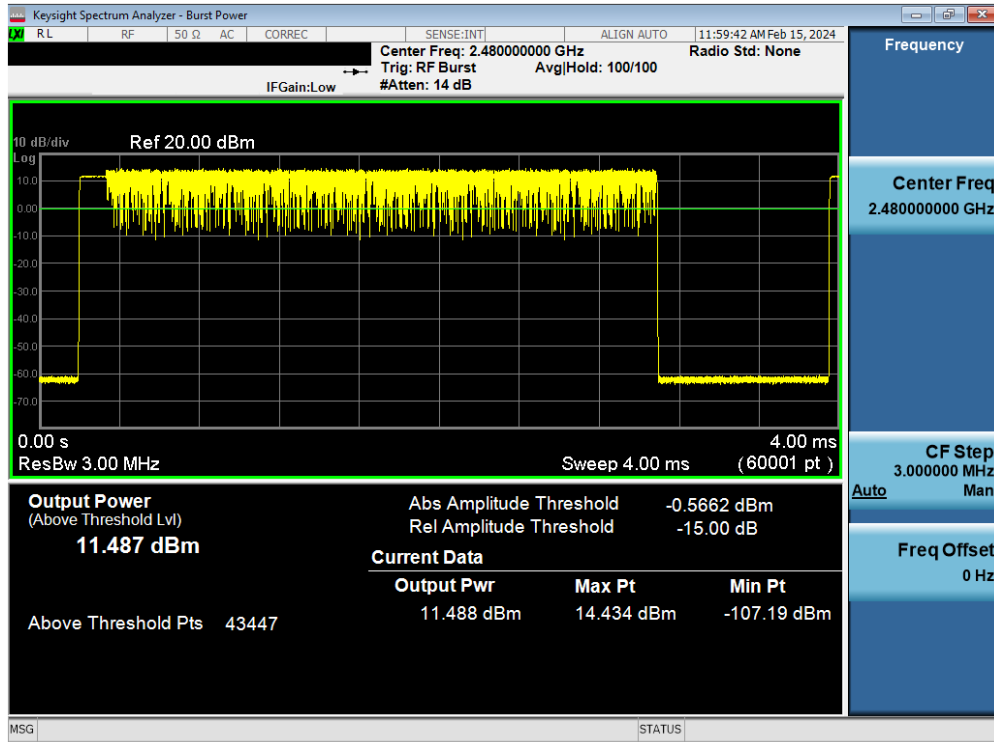 Keysight Spectrum Analyzer - Burst Power
LXI RL RF 50 Ω AC CORREC SENSE:INT ALIGN AUTO 11:59:42 AM Feb 15, 2024
Center Freq: 2.480000000 GHz Radio Std: None
Trig: RF Burst Avg|Hold: 100/100
IFGain:Low #Atten: 14 dB
Frequency
10 dB/div Ref 20.00 dBm
Log
10.0
0.00
-10.0
-20.0
-30.0
-40.0
-50.0
-60.0
-70.0
0.00 s 4.00 ms
ResBw 3.00 MHz Sweep 4.00 ms (60001 pt)
Center Freq
2.480000000 GHz
CF Step
3.000000 MHz
Auto Man
Freq Offset
0 Hz
Output Power
(Above Threshold Lvl)
11.487 dBm
Above Threshold Pts 43447
Abs Amplitude Threshold -0.5662 dBm
Rel Amplitude Threshold -15.00 dB
Current Data
Output Pwr Max Pt Min Pt
11.488 dBm 14.434 dBm -107.19 dBm
MSG STATUS